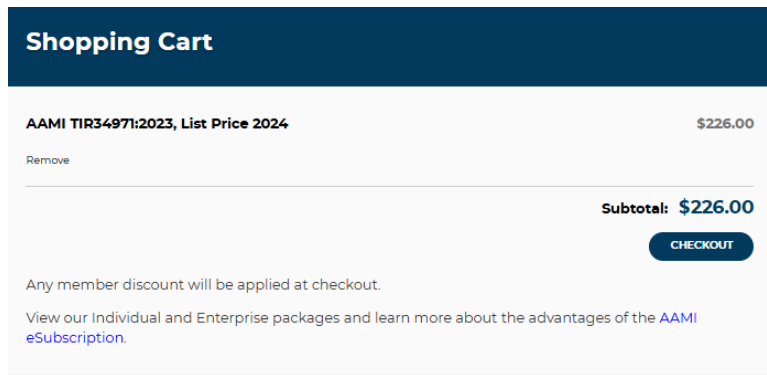 Shopping Cart
AAMI TIR34971:2023, List Price 2024 $226.00
Remove
Subtotal: $226.00
CHECKOUT
Any member discount will be applied at checkout.
View our Individual and Enterprise packages and learn more about the advantages of the AAMI
eSubscription.